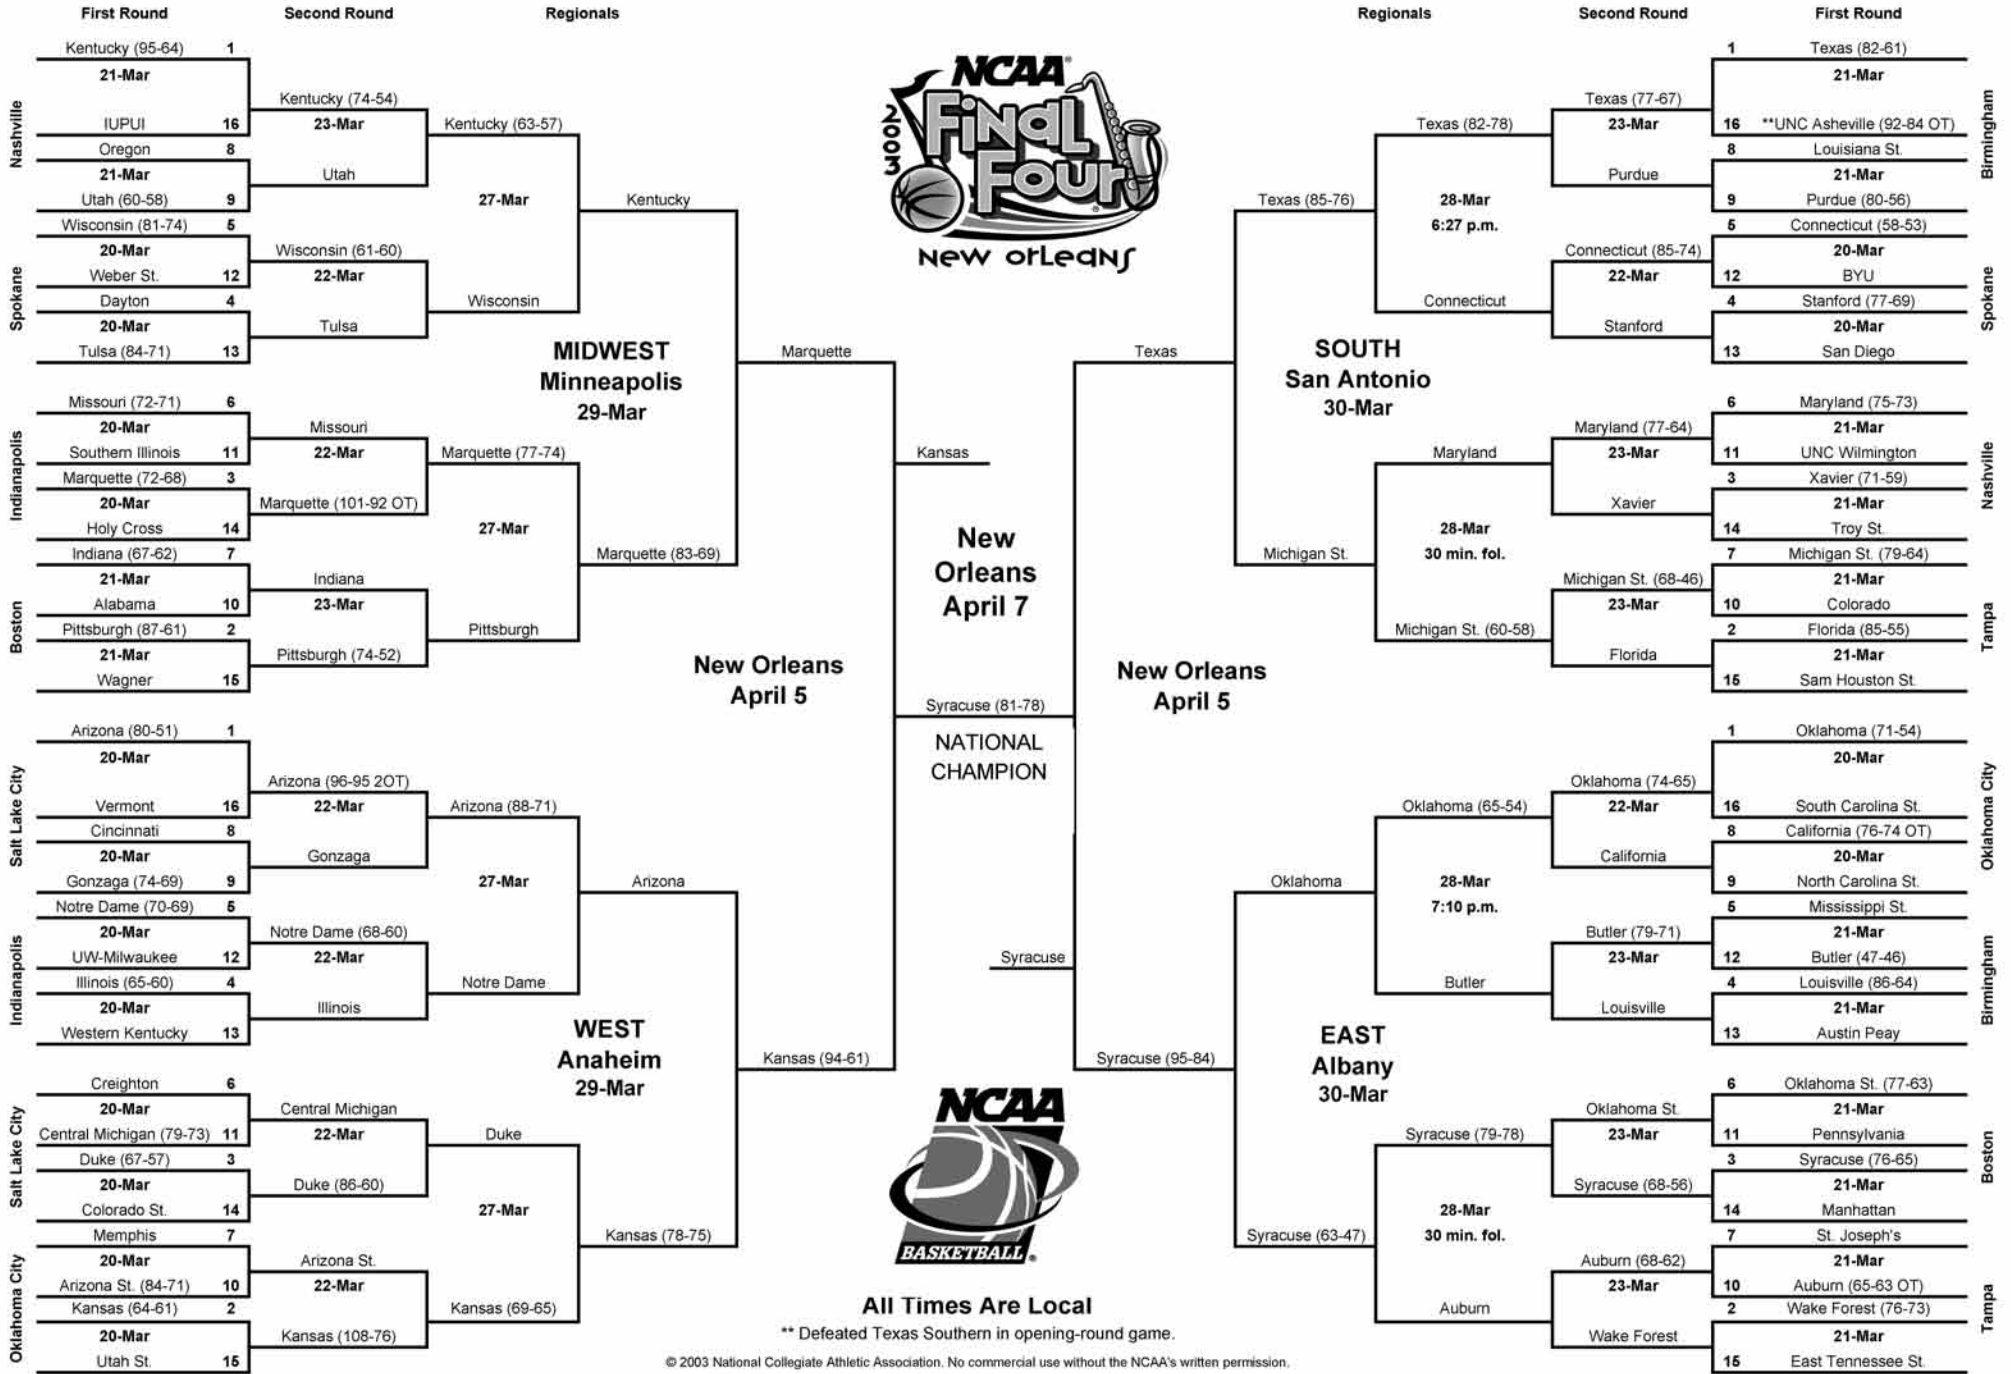 First Round
Second Round
Regionals
Regionals
Second Round
First Round
Nashville
Kentucky (95-64) 1
21-Mar
IUPUI 16
Oregon 8
21-Mar
Utah (60-58) 9
Spokane
Wisconsin (81-74) 5
20-Mar
Weber St. 12
Dayton 4
20-Mar
Tulsa (84-71) 13
Indianapolis
Missouri (72-71) 6
20-Mar
Southern Illinois 11
Marquette (72-68) 3
20-Mar
Holy Cross 14
Boston
Indiana (67-62) 7
21-Mar
Alabama 10
Pittsburgh (87-61) 2
21-Mar
Wagner 15
Kentucky (74-54)
23-Mar
Utah
Wisconsin (61-60)
22-Mar
Tulsa
Missouri
22-Mar
Marquette (101-92 OT)
Indiana
23-Mar
Pittsburgh (74-52)
Kentucky (63-57)
27-Mar
Wisconsin
Marquette (77-74)
27-Mar
Pittsburgh
Kentucky
MIDWEST
Minneapolis
29-Mar
Marquette (83-69)
Marquette
Salt Lake City
Arizona (80-51) 1
20-Mar
Vermont 16
Cincinnati 8
20-Mar
Gonzaga (74-69) 9
Indianapolis
Notre Dame (70-69) 5
20-Mar
UW-Milwaukee 12
Illinois (65-60) 4
20-Mar
Western Kentucky 13
Salt Lake City
Creighton 6
20-Mar
Central Michigan (79-73) 11
Duke (67-57) 3
20-Mar
Colorado St. 14
Oklahoma City
Memphis 7
20-Mar
Arizona St. (84-71) 10
Kansas (64-61) 2
20-Mar
Utah St. 15
Arizona (96-95 2OT)
22-Mar
Gonzaga
Notre Dame (68-60)
22-Mar
Illinois
Central Michigan
22-Mar
Duke (86-60)
Arizona St.
22-Mar
Kansas (108-76)
Arizona (88-71)
27-Mar
Notre Dame
Duke
27-Mar
Kansas (69-65)
Arizona
WEST
Anaheim
29-Mar
Kansas (78-75)
Kansas (94-61)
New Orleans
April 5
NCAA®
2003
Final
Four
®
New Orleans
Kansas
New
Orleans
April 7
Syracuse (81-78)
NATIONAL
CHAMPION
Syracuse
New Orleans
April 5
Texas
Syracuse (95-84)
Texas (85-76)
SOUTH
San Antonio
30-Mar
Michigan St.
Texas (82-78)
28-Mar
6:27 p.m.
Connecticut
Maryland
28-Mar
30 min. fol.
Michigan St. (60-58)
Texas (77-67)
23-Mar
Purdue
Connecticut (85-74)
22-Mar
Stanford
Maryland (77-64)
23-Mar
Xavier
Michigan St. (68-46)
23-Mar
Florida
1 Texas (82-61)
21-Mar
16 **UNC Asheville (92-84 OT)
8 Louisiana St.
21-Mar
9 Purdue (80-56)
Birmingham
5 Connecticut (58-53)
20-Mar
12 BYU
4 Stanford (77-69)
20-Mar
13 San Diego
Spokane
6 Maryland (75-73)
21-Mar
11 UNC Wilmington
3 Xavier (71-59)
21-Mar
14 Troy St.
Nashville
7 Michigan St. (79-64)
21-Mar
10 Colorado
2 Florida (85-55)
21-Mar
15 Sam Houston St.
Tampa
Oklahoma
EAST
Albany
30-Mar
Syracuse (63-47)
Oklahoma (65-54)
28-Mar
7:10 p.m.
Butler
Syracuse (79-78)
28-Mar
30 min. fol.
Auburn
Oklahoma (74-65)
22-Mar
California
Butler (79-71)
23-Mar
Louisville
Oklahoma St.
23-Mar
Syracuse (68-56)
Auburn (68-62)
23-Mar
Wake Forest
1 Oklahoma (71-54)
20-Mar
16 South Carolina St.
8 California (76-74 OT)
20-Mar
9 North Carolina St.
Oklahoma City
5 Mississippi St.
21-Mar
12 Butler (47-46)
4 Louisville (86-64)
21-Mar
13 Austin Peay
Birmingham
6 Oklahoma St. (77-63)
21-Mar
11 Pennsylvania
3 Syracuse (76-65)
21-Mar
14 Manhattan
Boston
7 St. Joseph's
21-Mar
10 Auburn (65-63 OT)
2 Wake Forest (76-73)
21-Mar
15 East Tennessee St.
Tampa
NCAA
BASKETBALL®
All Times Are Local
** Defeated Texas Southern in opening-round game.
© 2003 National Collegiate Athletic Association. No commercial use without the NCAA's written permission.